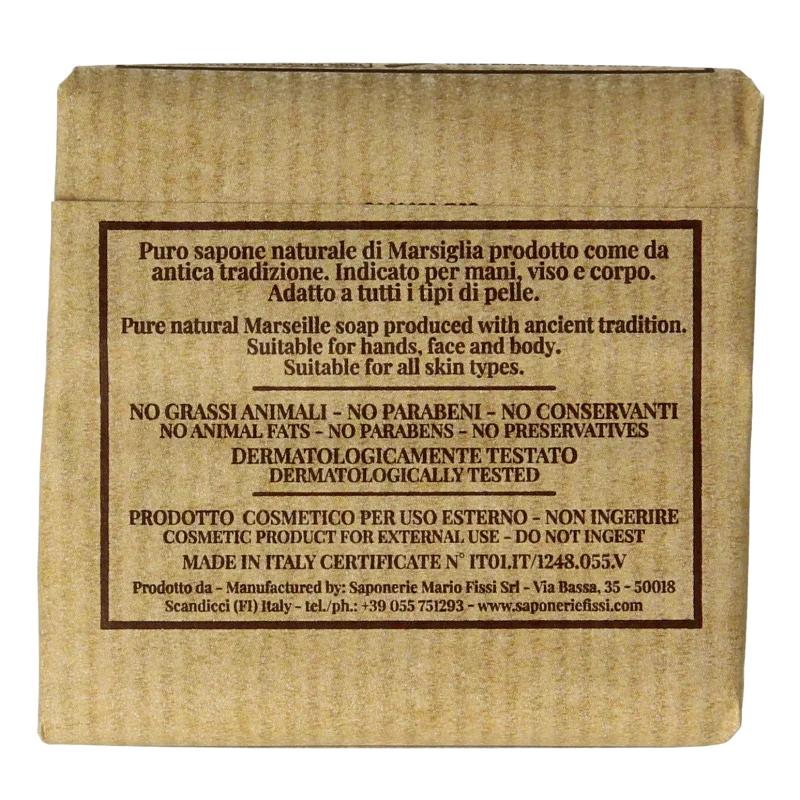 Puro sapone naturale di Marsiglia prodotto come da
antica tradizione. Indicato per mani, viso e corpo.
Adatto a tutti i tipi di pelle.
Pure natural Marseille soap produced with ancient tradition.
Suitable for hands, face and body.
Suitable for all skin types.
NO GRASSI ANIMALI - NO PARABENI - NO CONSERVANTI
NO ANIMAL FATS - NO PARABENS - NO PRESERVATIVES
DERMATOLOGICAMENTE TESTATO
DERMATOLOGICALLY TESTED
PRODOTTO COSMETICO PER USO ESTERNO - NON INGERIRE
COSMETIC PRODUCT FOR EXTERNAL USE - DO NOT INGEST
MADE IN ITALY CERTIFICATE N° IT01.IT/1248.055.V
Prodotto da - Manufactured by: Saponerie Mario Fissi Srl - Via Bassa, 35 - 50018
Scandicci (FI) Italy - tel./ph.: +39 055 751293 - www.saponeriefissi.com